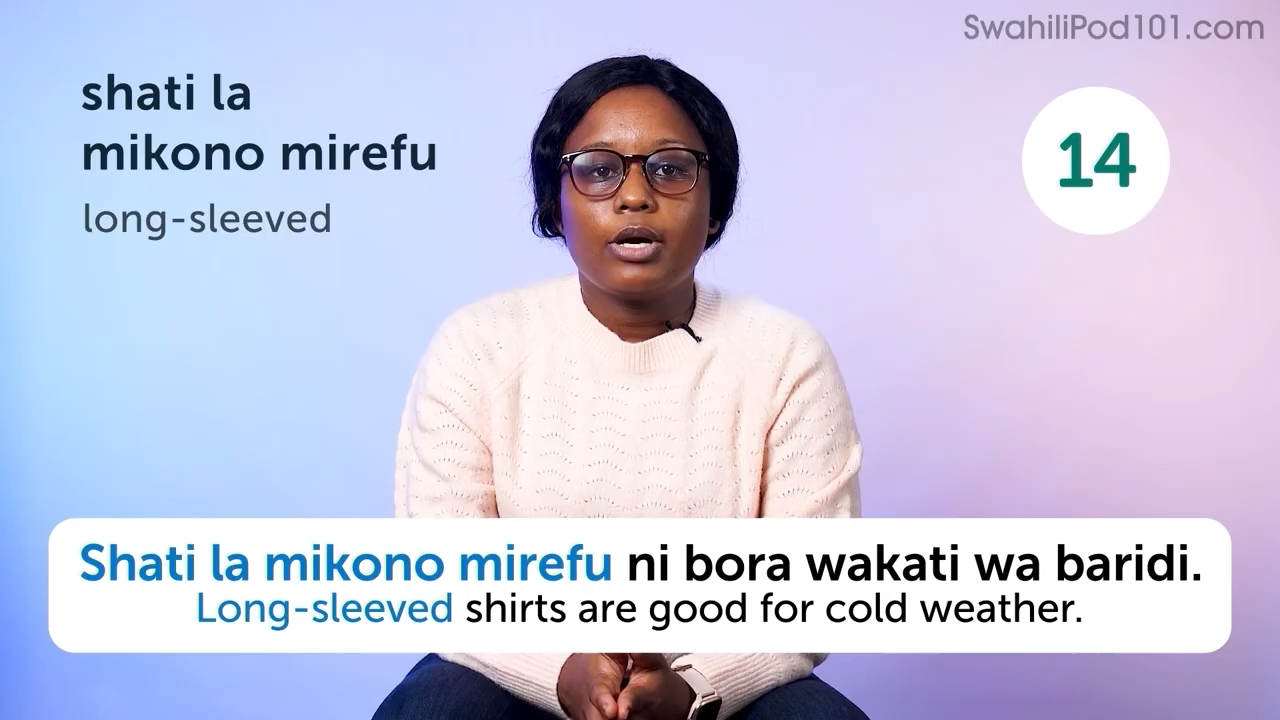 SwahiliPod101.com
shati la
mikono mirefu
long-sleeved
14
Shati la mikono mirefu ni bora wakati wa baridi.
Long-sleeved shirts are good for cold weather.